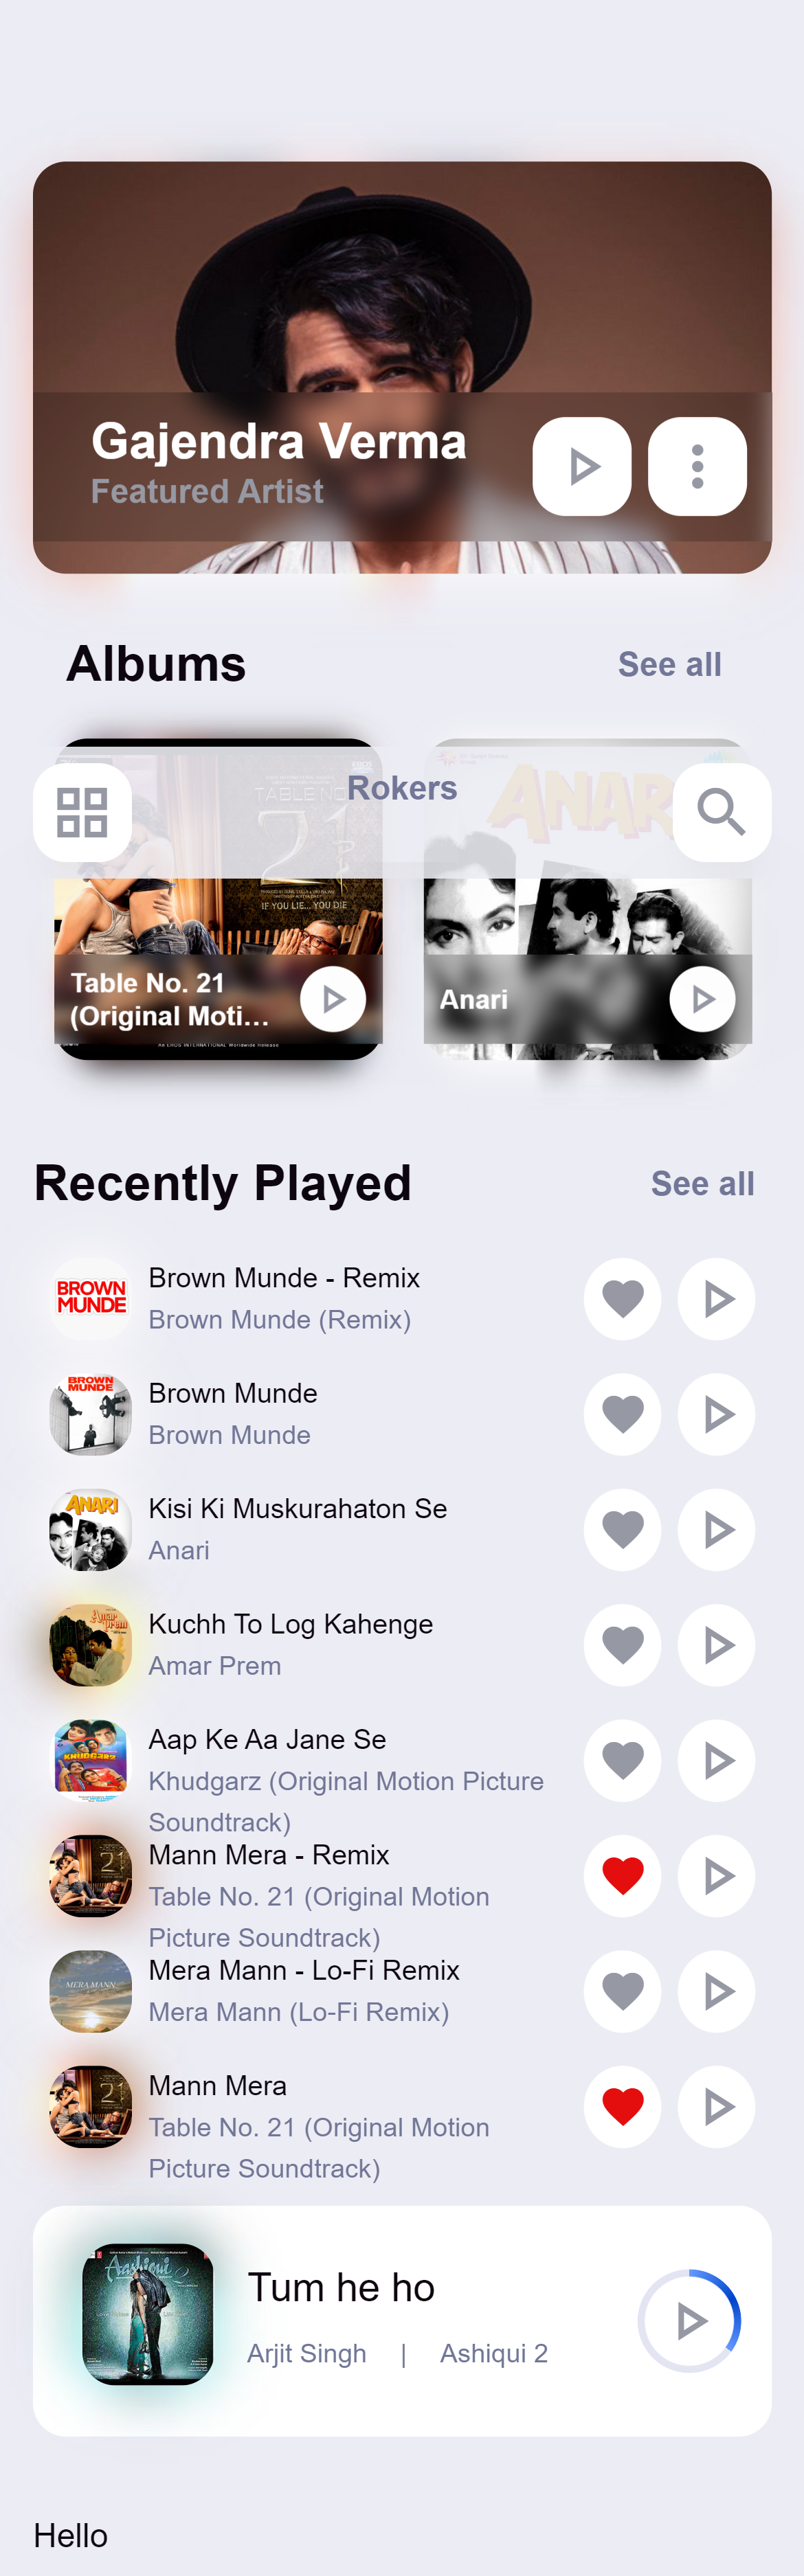 Gajendra Verma
Featured Artist
Albums
See all
Rokers
TABLE NO.
21
IF YOU LIE... YOU DIE
ANARI
Table No. 21
(Original Moti...
An EROS INTERNATIONAL Worldwide Release
Anari
Recently Played
See all
BROWN
MUNDE
Brown Munde - Remix
Brown Munde (Remix)
BROWN
MUNDE
Brown Munde
Brown Munde
ANARI
Kisi Ki Muskurahaton Se
Anari
Amar
Prem
Kuchh To Log Kahenge
Amar Prem
KHUDGARZ
Aap Ke Aa Jane Se
Khudgarz (Original Motion Picture
Soundtrack)
21
Mann Mera - Remix
Table No. 21 (Original Motion
Picture Soundtrack)
MERA MANN
Mera Mann - Lo-Fi Remix
Mera Mann (Lo-Fi Remix)
21
Mann Mera
Table No. 21 (Original Motion
Picture Soundtrack)
Aashiqui 2
Tum he ho
Arjit Singh | Ashiqui 2
Hello